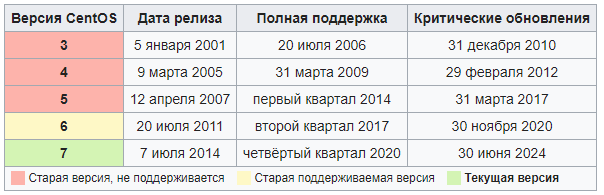 Версия CentOS Дата релиза Полная поддержка Критические обновления
3 5 января 2001 20 июля 2006 31 декабря 2010
4 9 марта 2005 31 марта 2009 29 февраля 2012
5 12 апреля 2007 первый квартал 2014 31 марта 2017
6 20 июля 2011 второй квартал 2017 30 ноября 2020
7 7 июля 2014 четвёртый квартал 2020 30 июня 2024
Старая версия, не поддерживается Старая поддерживаемая версия Текущая версия